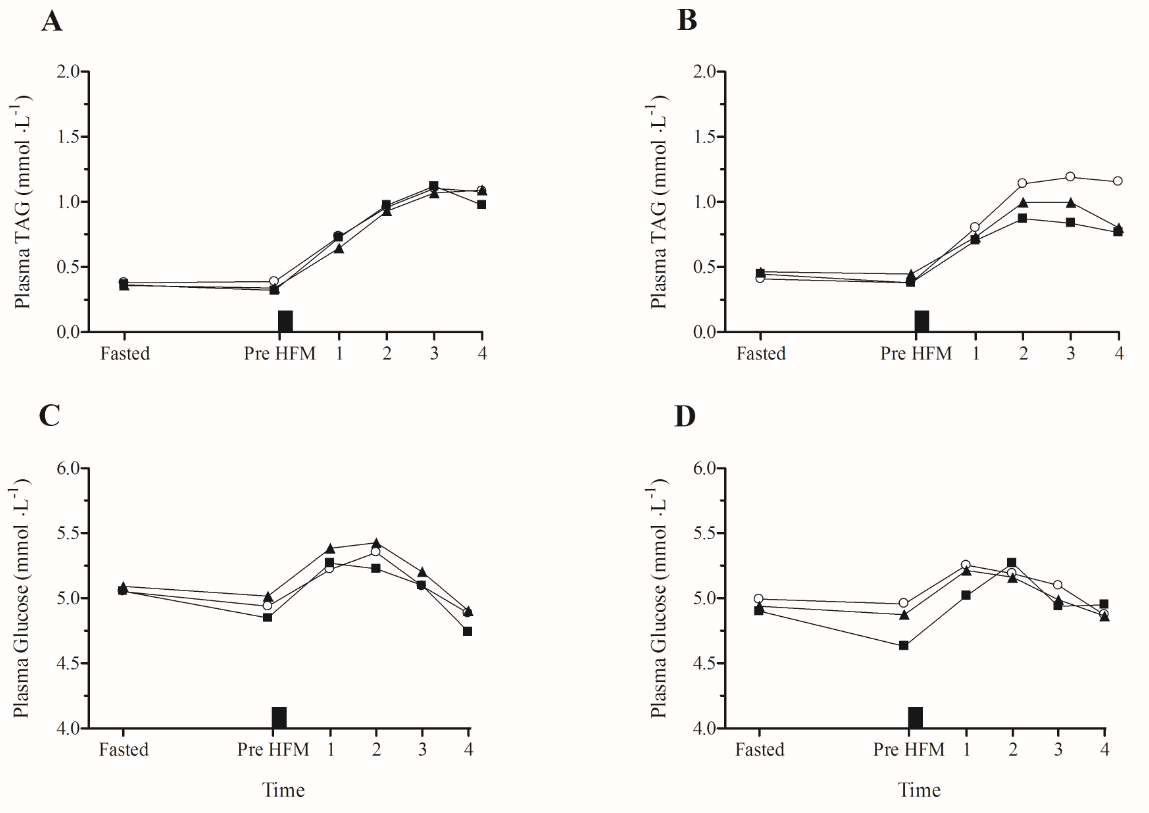 A
B
Plasma TAG (mmol ·L-1)
2.0
1.5
1.0
0.5
0.0
Fasted Pre HFM 1 2 3 4
Plasma TAG (mmol ·L-1)
2.0
1.5
1.0
0.5
0.0
Fasted Pre HFM 1 2 3 4
C
D
Plasma Glucose (mmol ·L-1)
6.0
5.5
5.0
4.5
4.0
Fasted Pre HFM 1 2 3 4
Time
Plasma Glucose (mmol ·L-1)
6.0
5.5
5.0
4.5
4.0
Fasted Pre HFM 1 2 3 4
Time